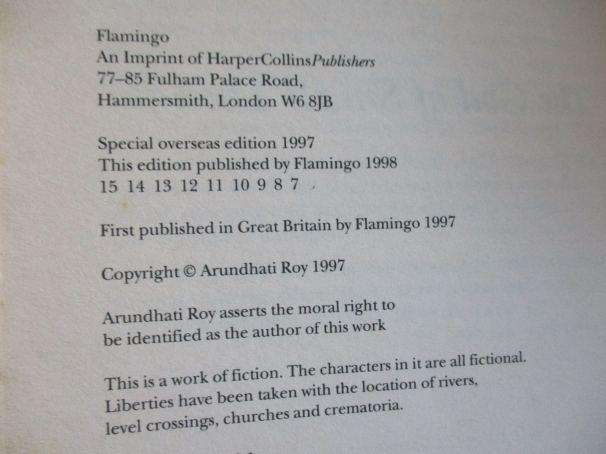 Flamingo
An Imprint of HarperCollinsPublishers
77–85 Fulham Palace Road,
Hammersmith, London W6 8JB
Special overseas edition 1997
This edition published by Flamingo 1998
15 14 13 12 11 10 9 8 7
First published in Great Britain by Flamingo 1997
Copyright © Arundhati Roy 1997
Arundhati Roy asserts the moral right to
be identified as the author of this work
This is a work of fiction. The characters in it are all fictional.
Liberties have been taken with the location of rivers,
level crossings, churches and crematoria.